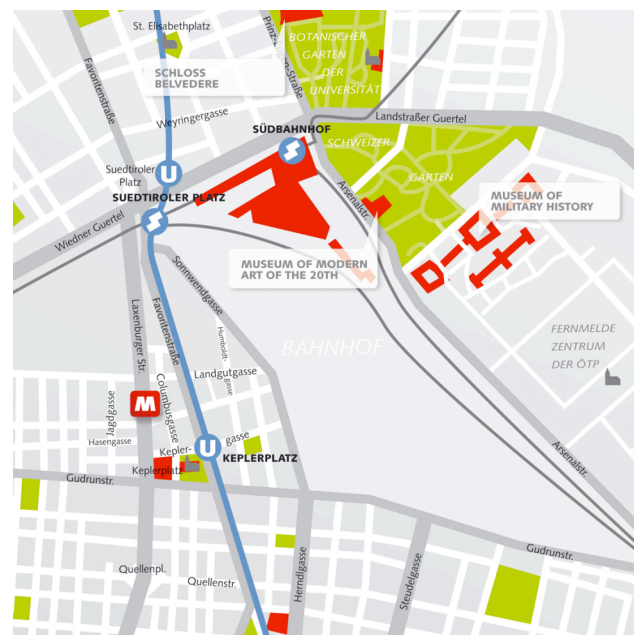 St. Elisabethplatz
Favoritenstraße
Prinz-Eugen-Straße
BOTANISCHER
GARTEN
DER
UNIVERSITÄT
SCHLOSS
BELVEDERE
Weyringergasse
SÜDBAHNHOF
Landstraßer Guertel
SCHWEIZER
GARTEN
Suedtiroler
Platz
U
SUEDTIROLER PLATZ
Wiedner Guertel
Arsenalstr.
MUSEUM OF
MILITARY HISTORY
MUSEUM OF MODERN
ART OF THE 20TH
Sonnwendgasse
Laxenburger Str.
Favoritenstraße
BAHNHOF
Humboldt-
gasse
Landgutgasse
FERNMELDE
ZENTRUM
DER ÖTP
Jagdgasse
M
Columbusgasse
Hasengasse
Kepler-
gasse
U
KEPLERPLATZ
Keplerplatz
Gudrunstr.
Arsenalstr.
Gudrunstr.
Quellenpl.
Quellenstr.
Herndlgasse
Steudelgasse